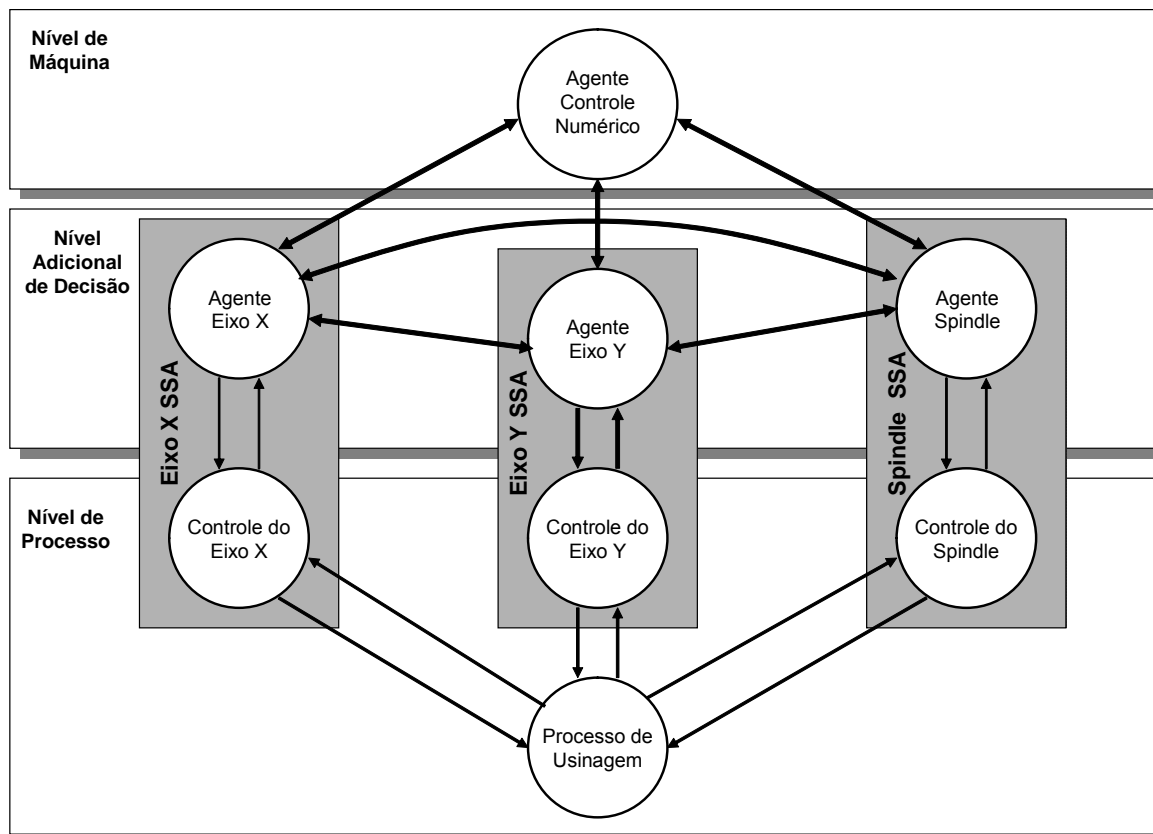 Nível de
Máquina
Agente
Controle
Numérico
Nível
Adicional
de Decisão
Agente
Eixo X
Agente
Eixo Y
Agente
Spindle
Eixo X SSA
Eixo Y SSA
Spindle SSA
Nível de
Processo
Controle do
Eixo X
Controle do
Eixo Y
Controle do
Spindle
Processo de
Usinagem